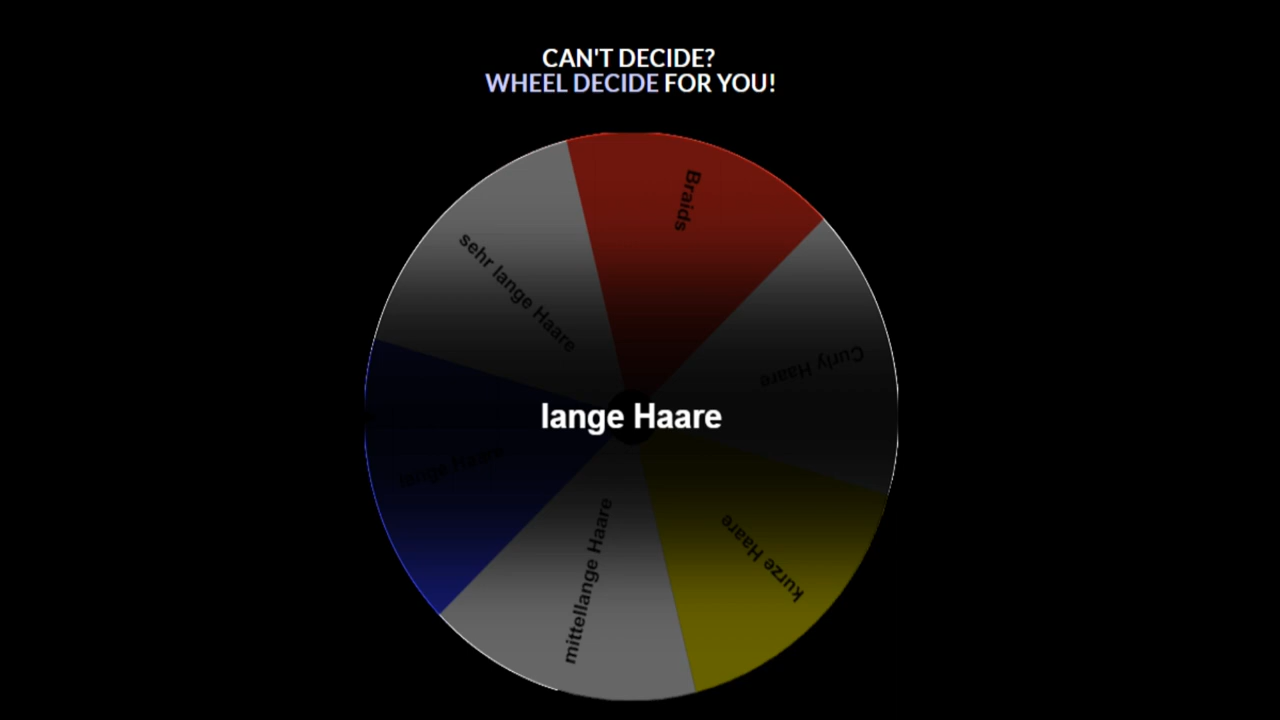 CAN'T DECIDE?
WHEEL DECIDE FOR YOU!
Braids
sehr lange Haare
Curly Haare
lange Haare
lange Haare
kurze Haare
mittellange Haare